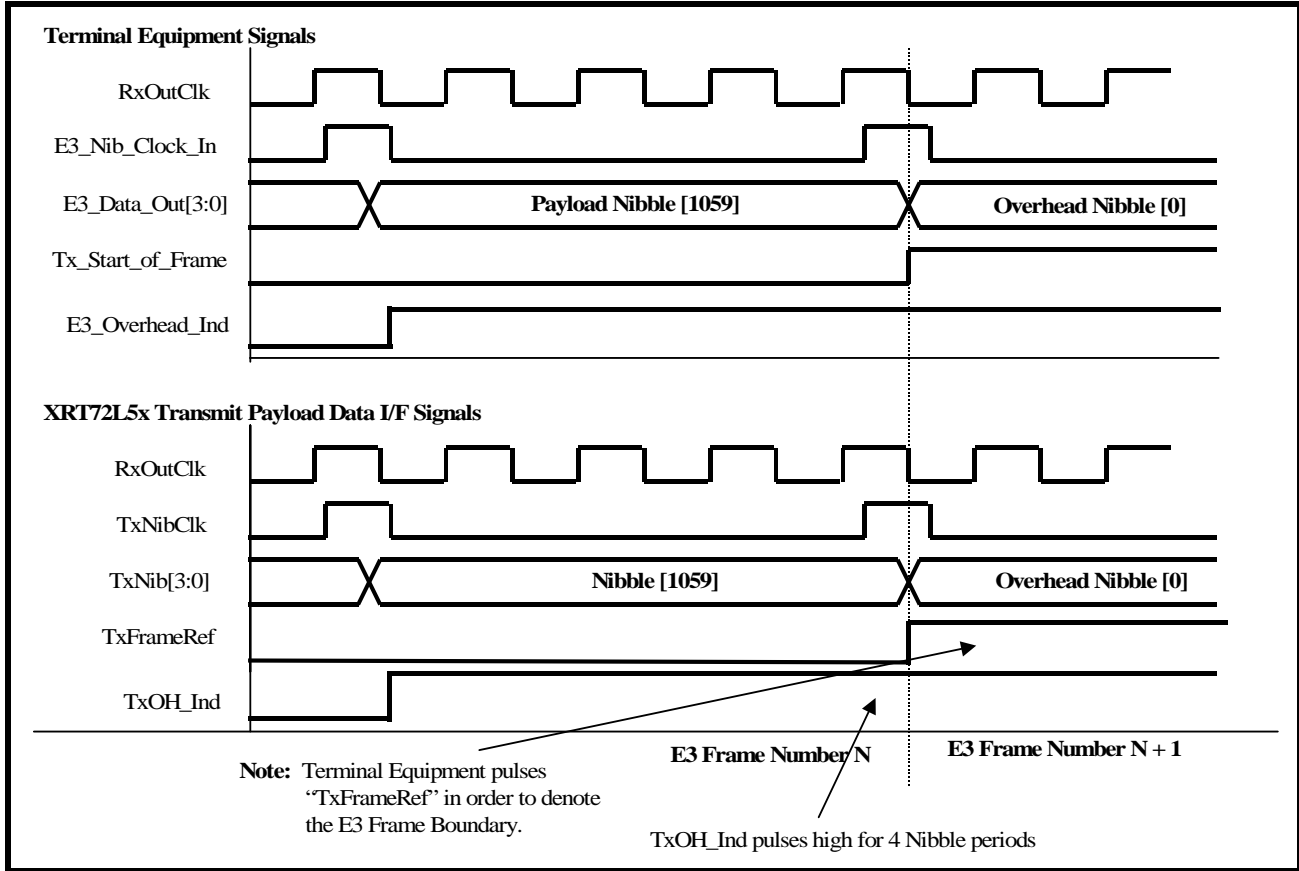 Terminal Equipment Signals
RxOutClk
E3_Nib_Clock_In
E3_Data_Out[3:0]
Payload Nibble [1059]
Overhead Nibble [0]
Tx_Start_of_Frame
E3_Overhead_Ind
XRT72L5x Transmit Payload Data I/F Signals
RxOutClk
TxNibClk
TxNib[3:0]
Nibble [1059]
Overhead Nibble [0]
TxFrameRef
TxOH_Ind
E3 Frame Number N
E3 Frame Number N + 1
Note: Terminal Equipment pulses
“TxFrameRef” in order to denote
the E3 Frame Boundary.
TxOH_Ind pulses high for 4 Nibble periods